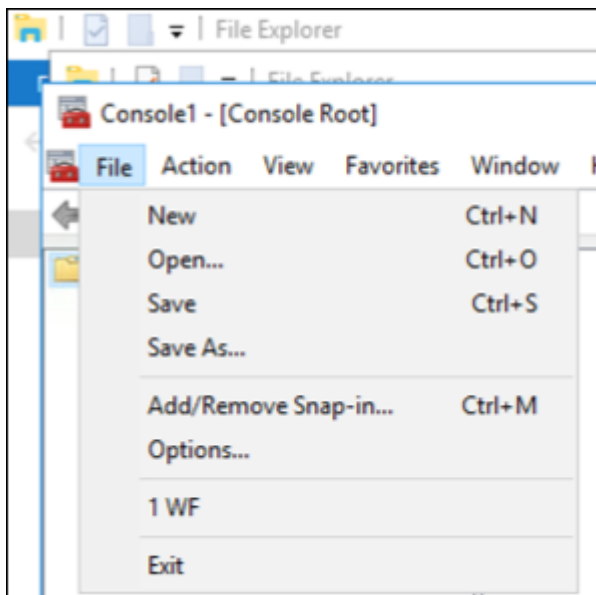 File Explorer
File Explorer
Console1 - [Console Root]
File Action View Favorites Window
New Ctrl+N
Open... Ctrl+O
Save Ctrl+S
Save As...
Add/Remove Snap-in... Ctrl+M
Options...
1 WF
Exit